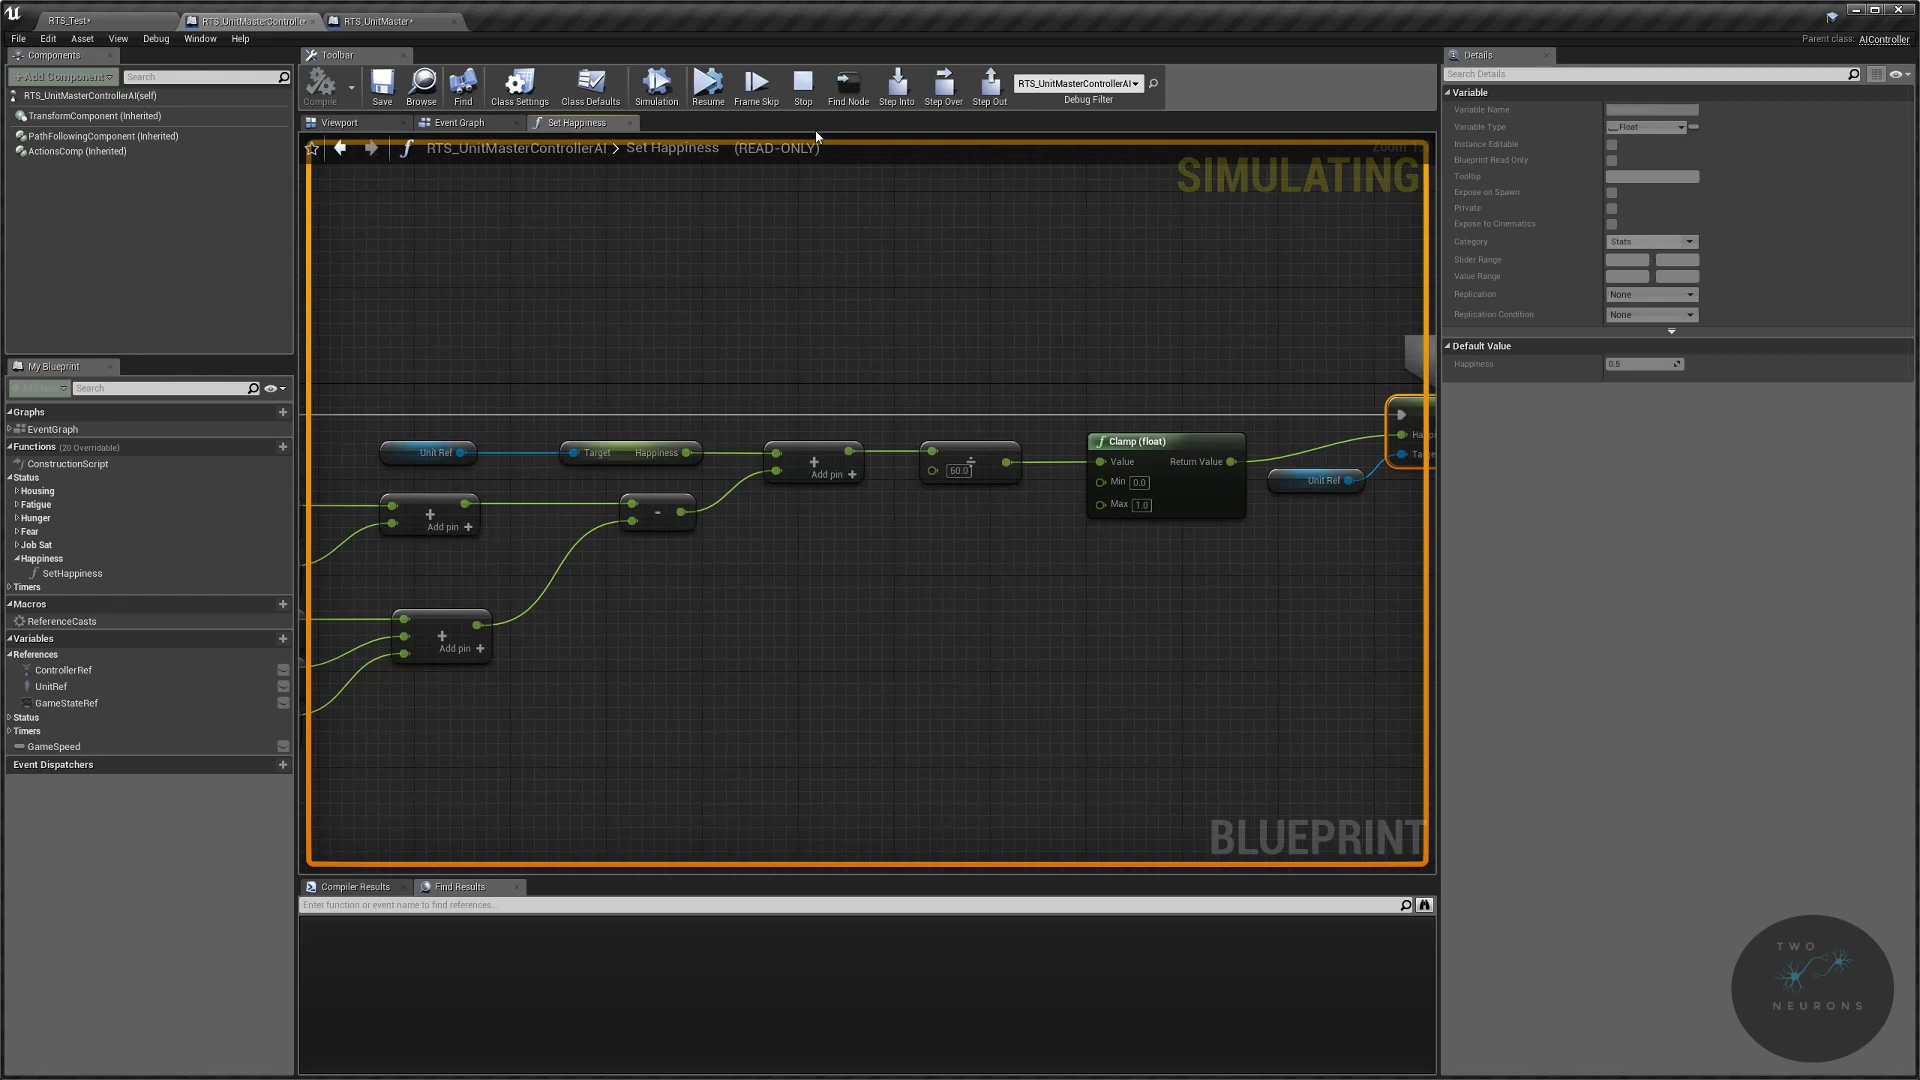 RTS_Test*
RTS_UnitMasterController
RTS_UnitMaster*
File Edit Asset View Debug Window Help
Parent class: AIController
Components
Toolbar
Details
+Add Component
Search
Compile
Save
Browse
Find
Class Settings
Class Defaults
Simulation
Resume
Frame Skip
Stop
Find Node
Step Into
Step Over
Step Out
RTS_UnitMasterControllerAI
Debug Filter
Search Details
RTS_UnitMasterControllerAI(self)
TransformComponent (Inherited)
PathFollowingComponent (Inherited)
ActionsComp (Inherited)
Viewport
Event Graph
Set Happiness
RTS_UnitMasterControllerAI > Set Happiness (READ-ONLY)
SIMULATING
Variable
Variable Name
Variable Type Float
Instance Editable
Blueprint Read Only
Tooltip
Expose on Spawn
Private
Expose to Cinematics
Category Stats
Slider Range
Value Range
Replication None
Replication Condition None
Default Value
Happiness 0.5
My Blueprint
Search
Graphs
EventGraph
Functions (20 Overridable)
ConstructionScript
Status
Housing
Fatigue
Hunger
Fear
Job Sat
Happiness
SetHappiness
Timers
Macros
ReferenceCasts
Variables
References
ControllerRef
UnitRef
GameStateRef
Status
Timers
GameSpeed
Event Dispatchers
Unit Ref
Target Happiness
+
Add pin +
÷
60.0
Clamp (float)
Value Return Value
Min 0.0
Max 1.0
Unit Ref
+
Add pin +
-
+
Add pin +
BLUEPRINT
Compiler Results
Find Results
Enter function or event name to find references...
TWO
NEURONS